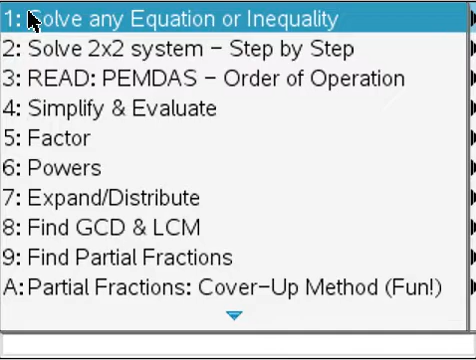 1: Solve any Equation or Inequality
2: Solve 2x2 system – Step by Step
3: READ: PEMDAS – Order of Operation
4: Simplify & Evaluate
5: Factor
6: Powers
7: Expand/Distribute
8: Find GCD & LCM
9: Find Partial Fractions
A: Partial Fractions: Cover-Up Method (Fun!)